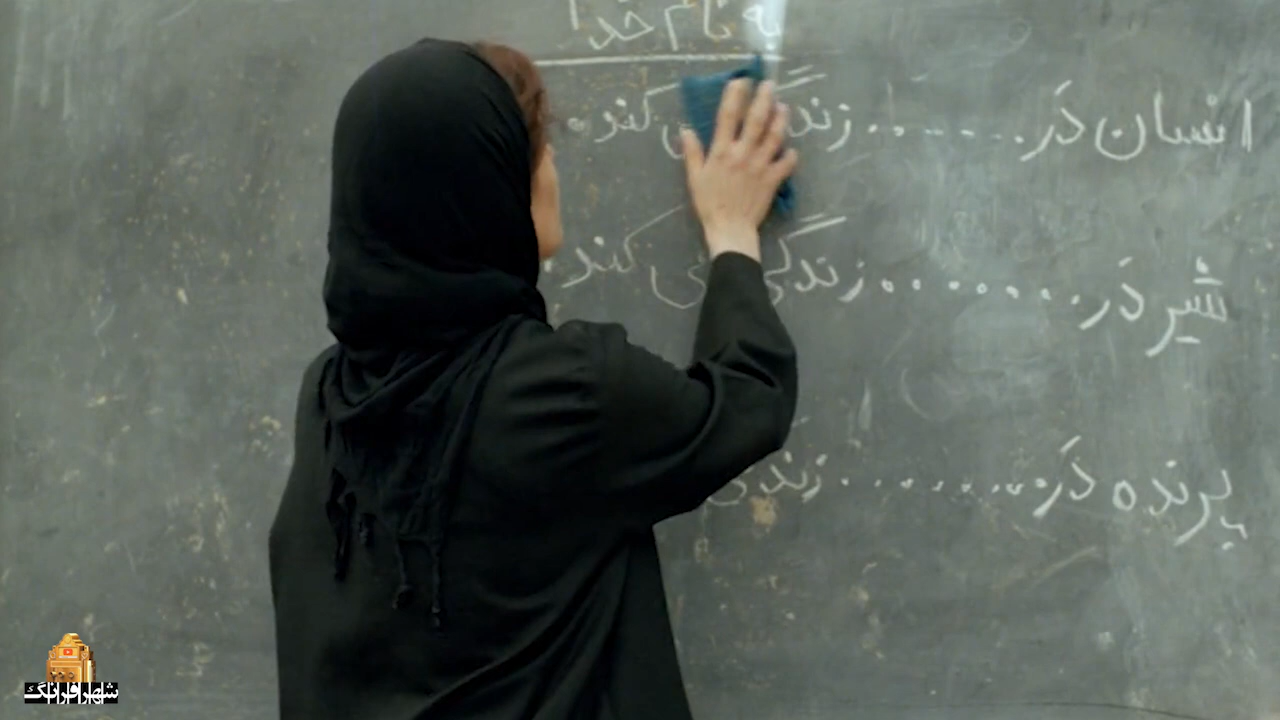 به نام خدا
انسان در ....... زندگی می کند.
شیر در ....... زندگی می کند.
پرنده در ....... زندگی
شهر فرنگ